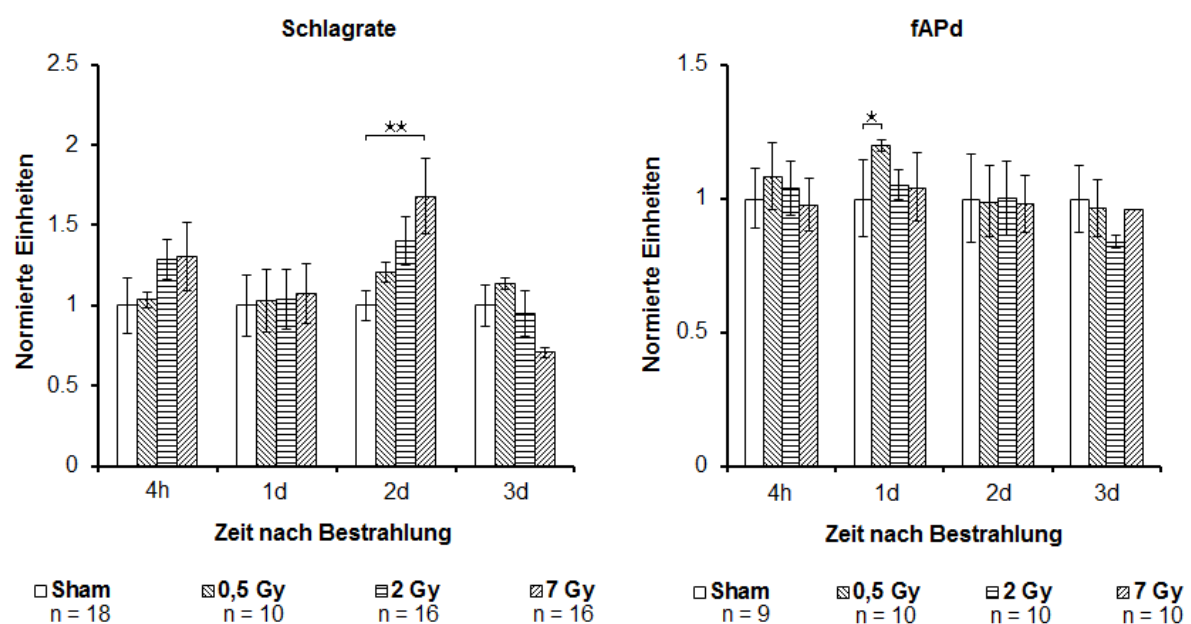 Schlagrate
Normierte Einheiten
2.5
2
1.5
1
0.5
0
**
4h 1d 2d 3d
Zeit nach Bestrahlung
Sham 0,5 Gy 2 Gy 7 Gy
n = 18 n = 10 n = 16 n = 16
fAPd
Normierte Einheiten
1.5
1
0.5
0
*
4h 1d 2d 3d
Zeit nach Bestrahlung
Sham 0,5 Gy 2 Gy 7 Gy
n = 9 n = 10 n = 10 n = 10